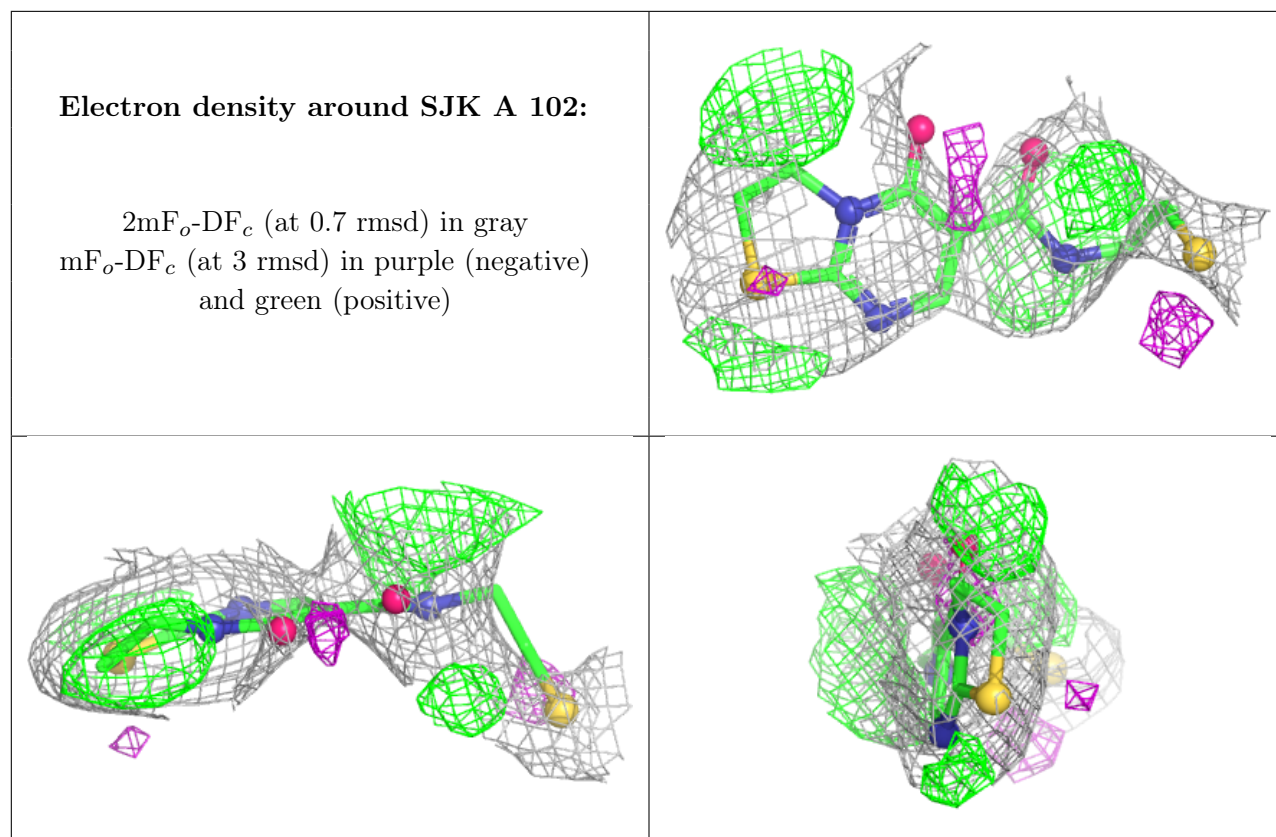 Electron density around SJK A 102:
2mFₒ-DF𝒸 (at 0.7 rmsd) in gray
mFₒ-DF𝒸 (at 3 rmsd) in purple (negative)
and green (positive)